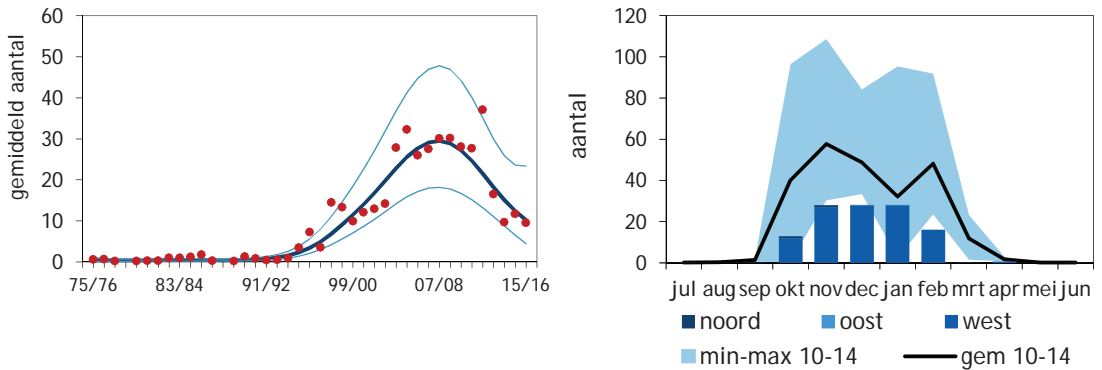 gemiddeld aantal
60
50
40
30
20
10
0
75/76 83/84 91/92 99/00 07/08 15/16
aantal
120
100
80
60
40
20
0
jul aug sep okt nov dec jan feb mrt apr mei jun
noord oost west
min-max 10-14 gem 10-14